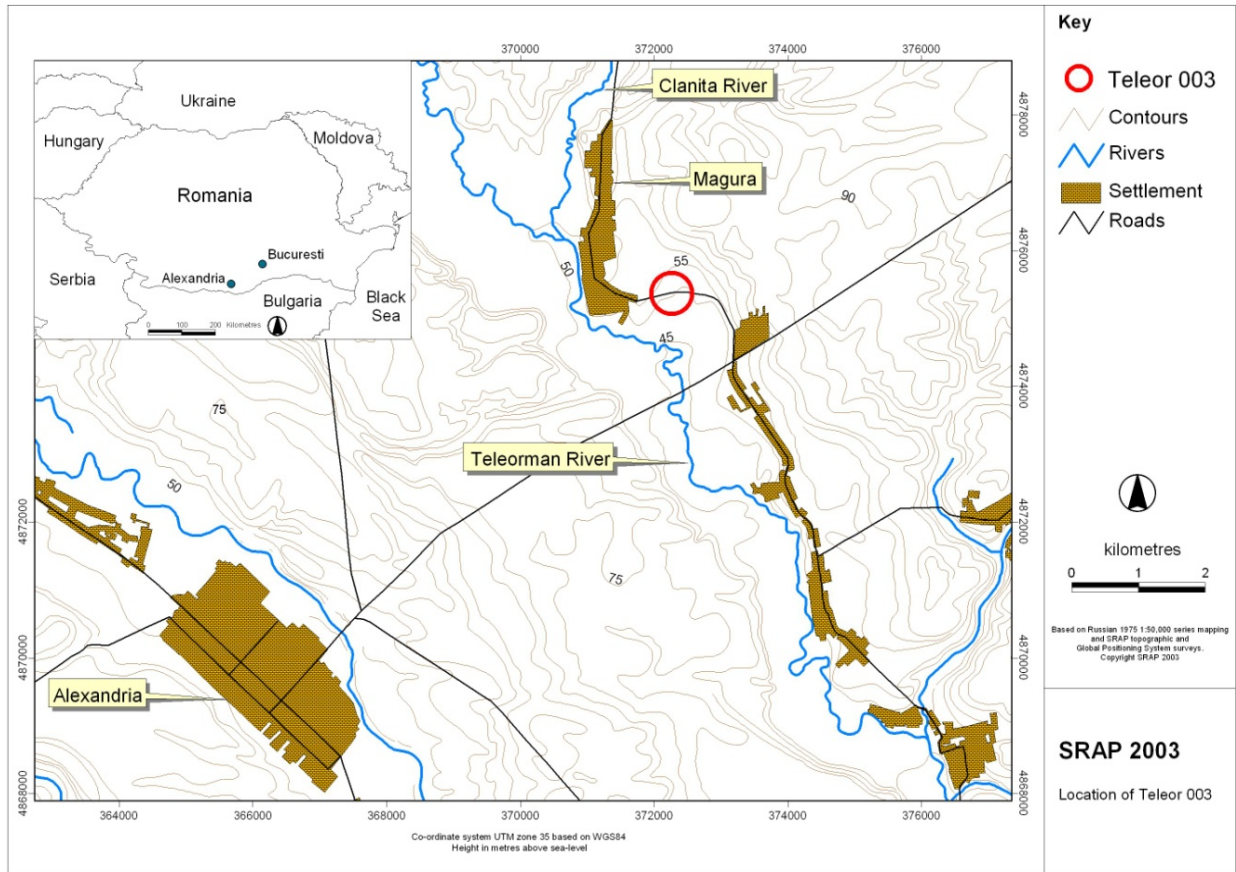 370000
372000
374000
376000
Ukraine
Hungary
Moldova
Romania
Bucuresti
Serbia
Alexandria
Bulgaria
Black
Sea
0 100 200 Kilometres
Clanita River
Magura
90
55
50
45
75
Teleorman River
50
75
Alexandria
4878000
4876000
4874000
4872000
4870000
4868000
4872000
4870000
4868000
364000
366000
368000
370000
372000
374000
376000
Co-ordinate system UTM zone 35 based on WGS84
Height in metres above sea-level
Key
Teleor 003
Contours
Rivers
Settlement
Roads
kilometres
0 1 2
Based on Russian 1975 1:50,000 series mapping
and SRAP topographic and
Global Positioning System surveys.
Copyright SRAP 2003
SRAP 2003
Location of Teleor 003